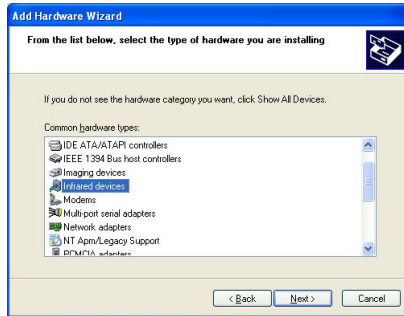 Add Hardware Wizard
From the list below, select the type of hardware you are installing
If you do not see the hardware category you want, click Show All Devices.
Common hardware types:
IDE ATA/ATAPI controllers
IEEE 1394 Bus host controllers
Imaging devices
Infrared devices
Modems
Multi-port serial adapters
Network adapters
NT Apm/Legacy Support
PCMCIA adapters
< Back
Next >
Cancel